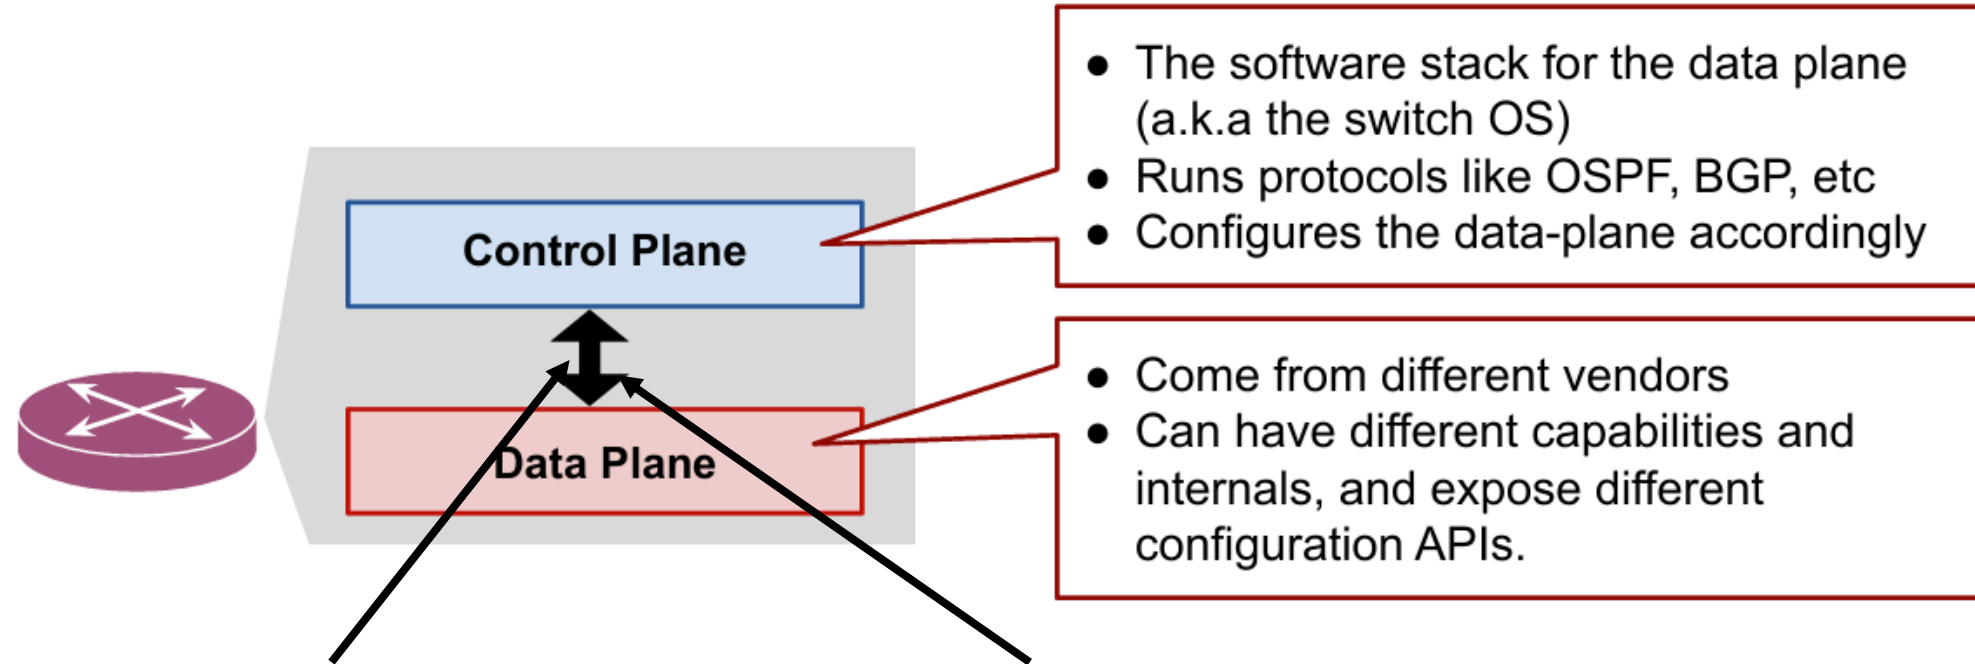 ● The software stack for the data plane
(a.k.a the switch OS)
● Runs protocols like OSPF, BGP, etc
● Configures the data-plane accordingly
Control Plane
● Come from different vendors
● Can have different capabilities and
internals, and expose different
configuration APIs.
Data Plane